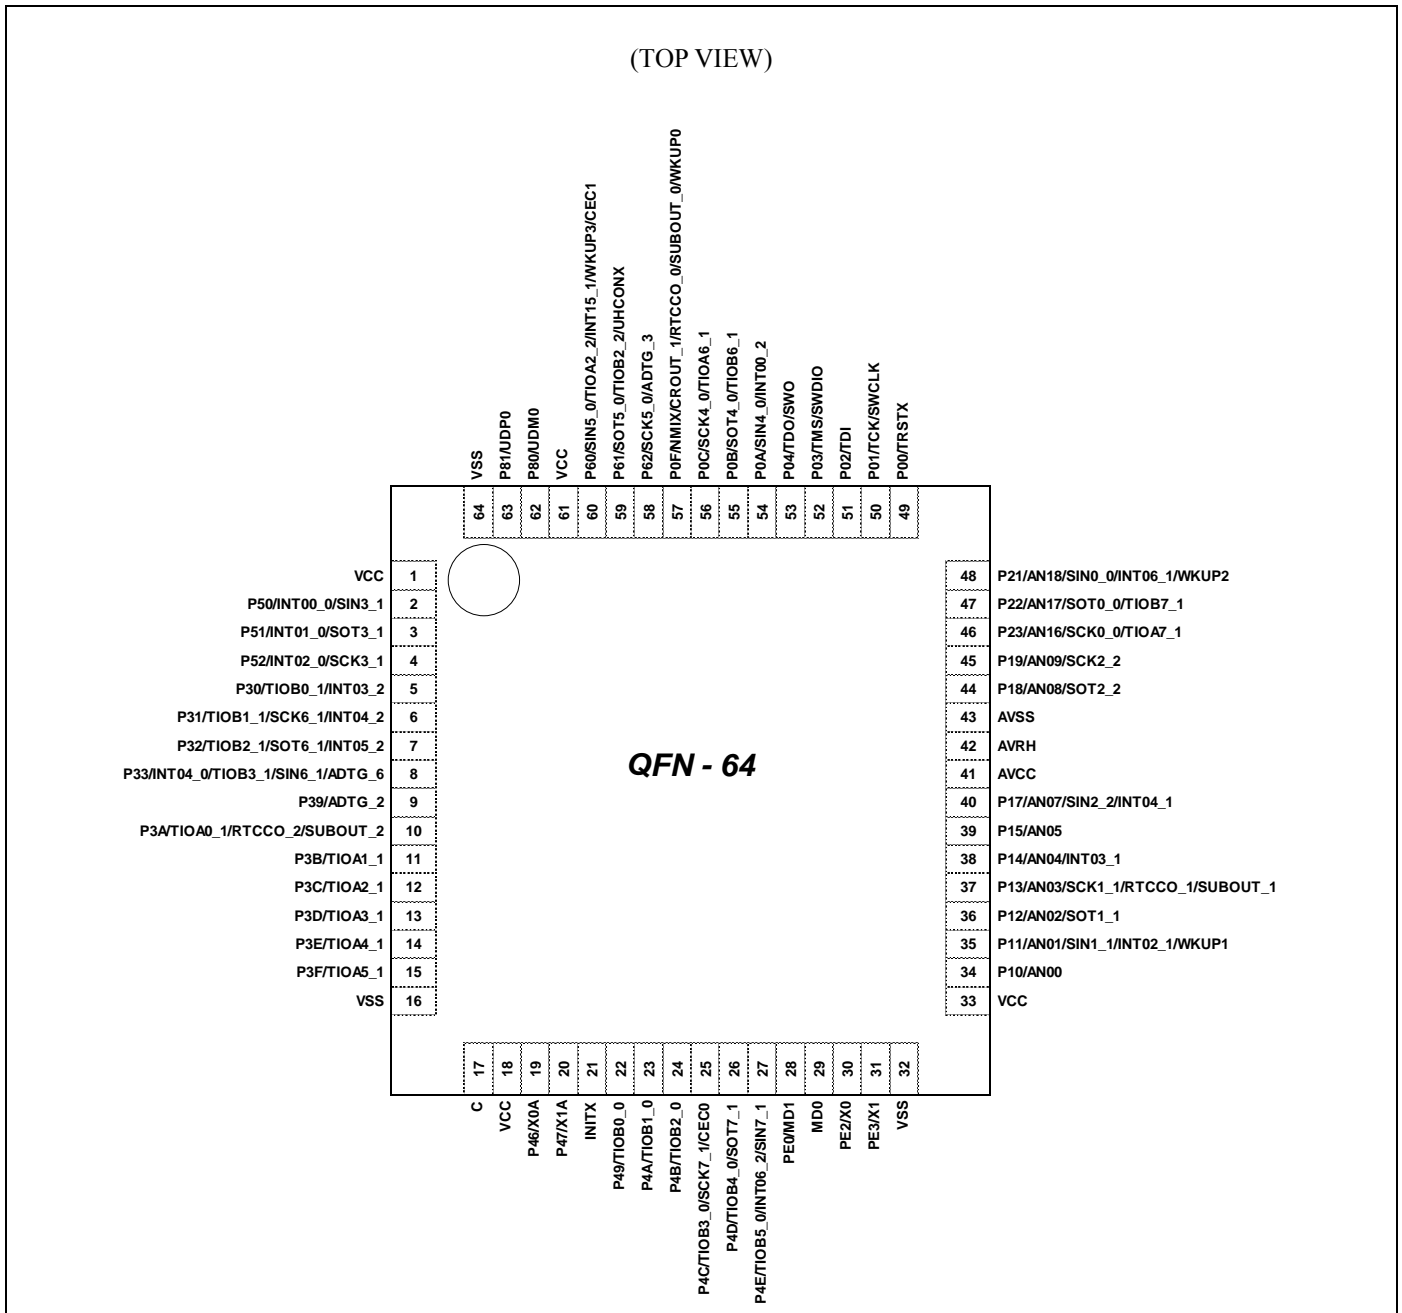 (TOP VIEW)
VSS
P81/UDP0
P80/UDM0
VCC
P60/SIN5_0/TIOA2_2/INT15_1/WKUP3/CEC1
P61/SOT5_0/TIOB2_2/UHCONX
P62/SCK5_0/ADTG_3
P0F/NMIX/CROUT_1/RTCCO_0/SUBOUT_0/WKUP0
P0C/SCK4_0/TIOA6_1
P0B/SOT4_0/TIOB6_1
P0A/SIN4_0/INT00_2
P04/TDO/SWO
P03/TMS/SWDIO
P02/TDI
P01/TCK/SWCLK
P00/TRSTX
64
63
62
61
60
59
58
57
56
55
54
53
52
51
50
49
VCC 1
P50/INT00_0/SIN3_1 2
P51/INT01_0/SOT3_1 3
P52/INT02_0/SCK3_1 4
P30/TIOB0_1/INT03_2 5
P31/TIOB1_1/SCK6_1/INT04_2 6
P32/TIOB2_1/SOT6_1/INT05_2 7
P33/INT04_0/TIOB3_1/SIN6_1/ADTG_6 8
P39/ADTG_2 9
P3A/TIOA0_1/RTCCO_2/SUBOUT_2 10
P3B/TIOA1_1 11
P3C/TIOA2_1 12
P3D/TIOA3_1 13
P3E/TIOA4_1 14
P3F/TIOA5_1 15
VSS 16
QFN - 64
48 P21/AN18/SIN0_0/INT06_1/WKUP2
47 P22/AN17/SOT0_0/TIOB7_1
46 P23/AN16/SCK0_0/TIOA7_1
45 P19/AN09/SCK2_2
44 P18/AN08/SOT2_2
43 AVSS
42 AVRH
41 AVCC
40 P17/AN07/SIN2_2/INT04_1
39 P15/AN05
38 P14/AN04/INT03_1
37 P13/AN03/SCK1_1/RTCCO_1/SUBOUT_1
36 P12/AN02/SOT1_1
35 P11/AN01/SIN1_1/INT02_1/WKUP1
34 P10/AN00
33 VCC
17
18
19
20
21
22
23
24
25
26
27
28
29
30
31
32
C
VCC
P46/X0A
P47/X1A
INITX
P49/TIOB0_0
P4A/TIOB1_0
P4B/TIOB2_0
P4C/TIOB3_0/SCK7_1/CEC0
P4D/TIOB4_0/SOT7_1
P4E/TIOB5_0/INT06_2/SIN7_1
PE0/MD1
MD0
PE2/X0
PE3/X1
VSS